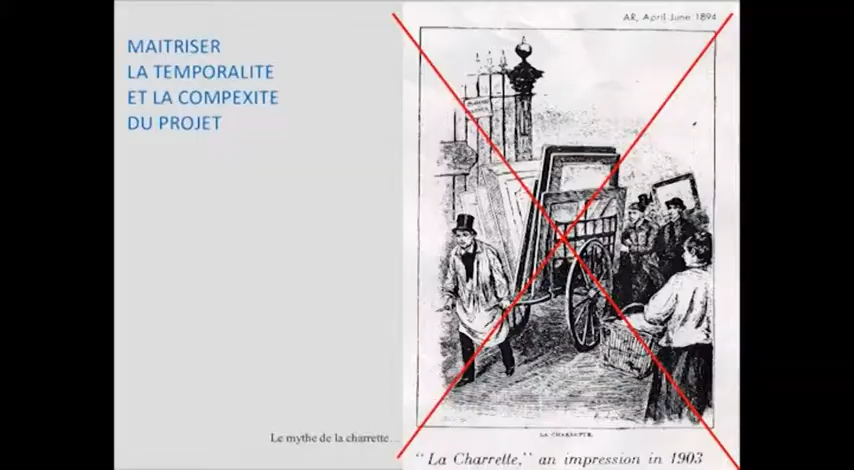 MAITRISER
LA TEMPORALITE
ET LA COMPEXITE
DU PROJET
AR, April June 1894
LA CHARRETTE.
Le mythe de la charrette…
"La Charrette," an impression in 1903